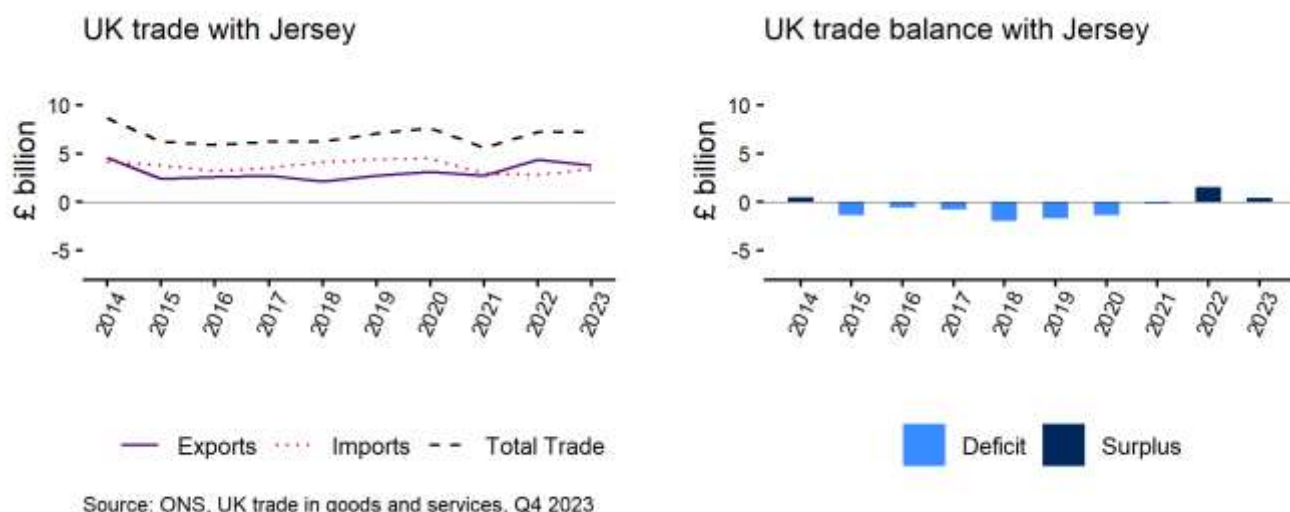 UK trade with Jersey
£ billion
10
5
0
-5
2014 2015 2016 2017 2018 2019 2020 2021 2022 2023
Exports Imports Total Trade
Source: ONS, UK trade in goods and services, Q4 2023
UK trade balance with Jersey
£ billion
10
5
0
-5
2014 2015 2016 2017 2018 2019 2020 2021 2022 2023
Deficit Surplus